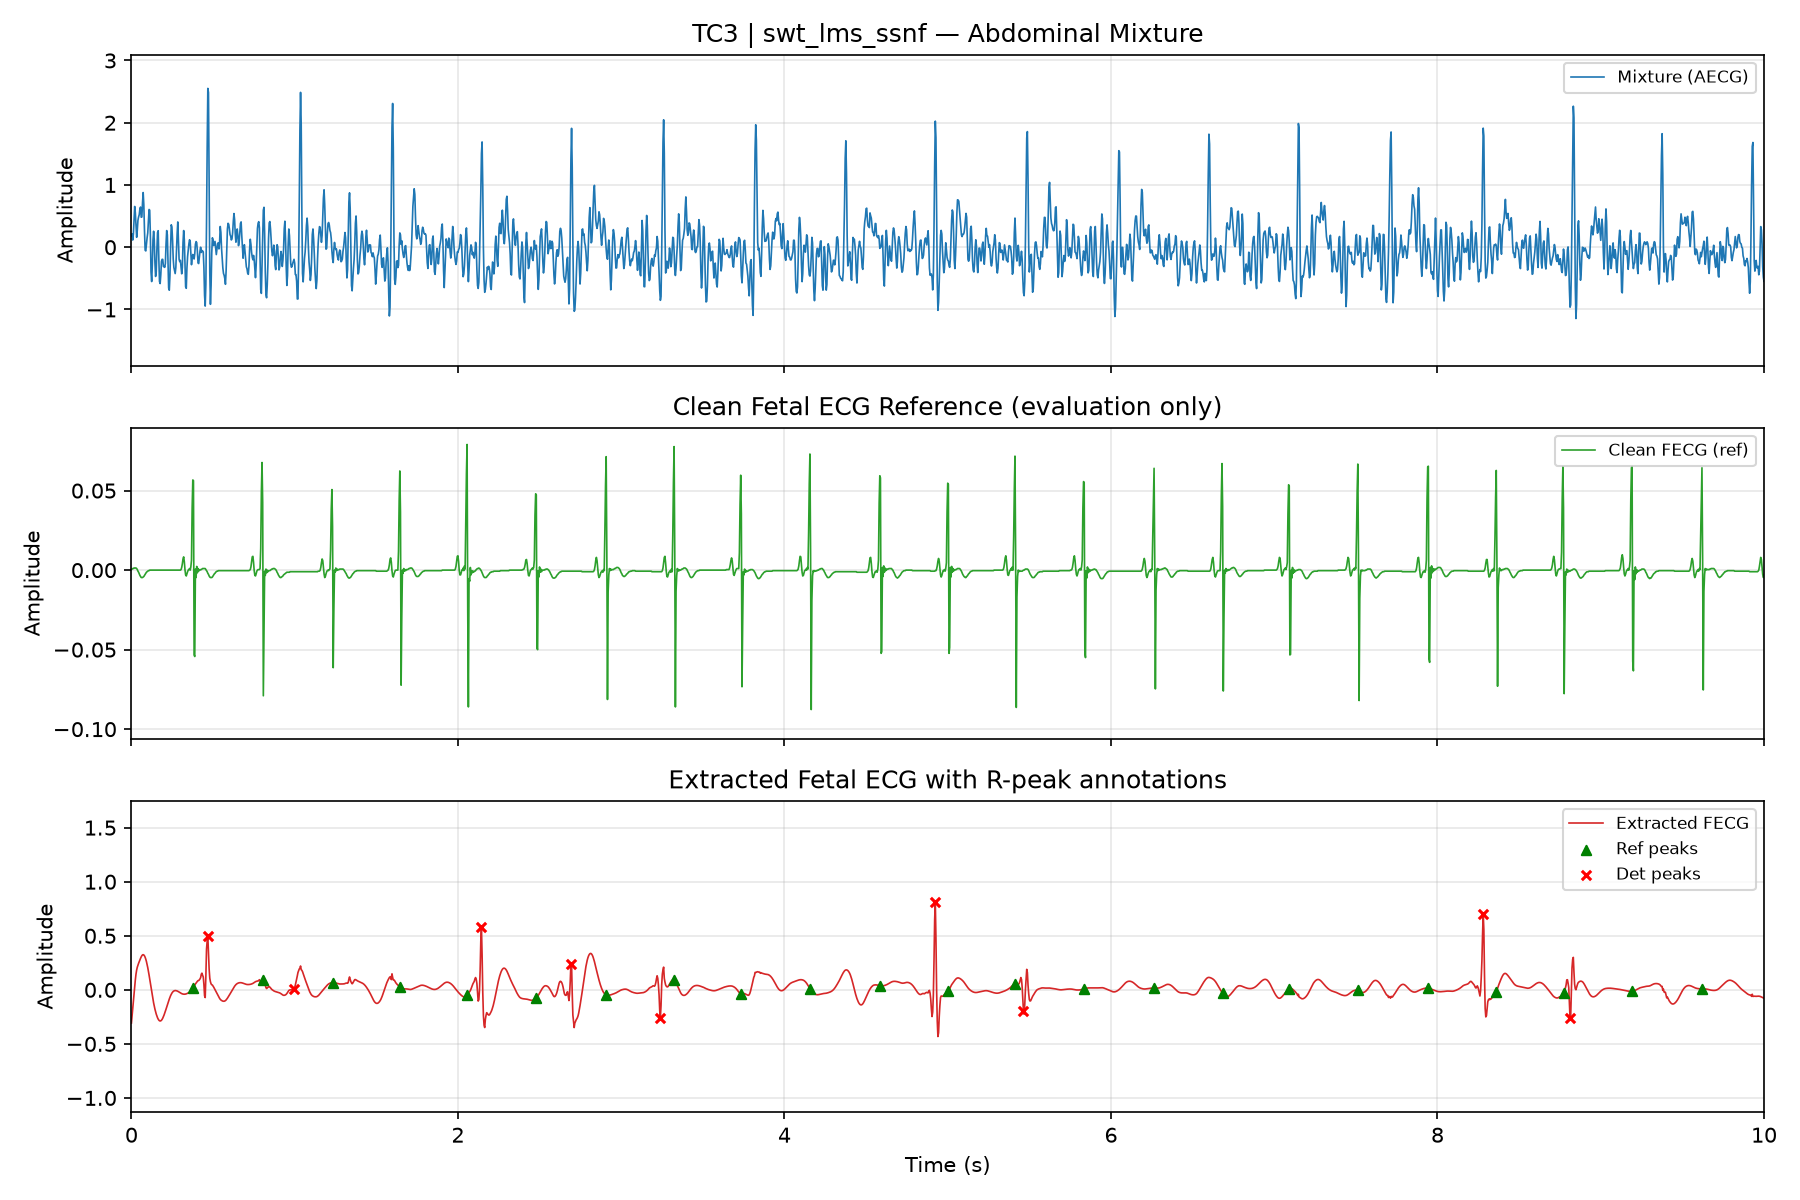 TC3 | swt_lms_ssnf — Abdominal Mixture
3
2
1
0
−1
Amplitude
Mixture (AECG)
Clean Fetal ECG Reference (evaluation only)
0.05
0.00
−0.05
−0.10
Amplitude
Clean FECG (ref)
Extracted Fetal ECG with R-peak annotations
1.5
1.0
0.5
0.0
−0.5
−1.0
Amplitude
Extracted FECG
Ref peaks
Det peaks
0 2 4 6 8 10
Time (s)